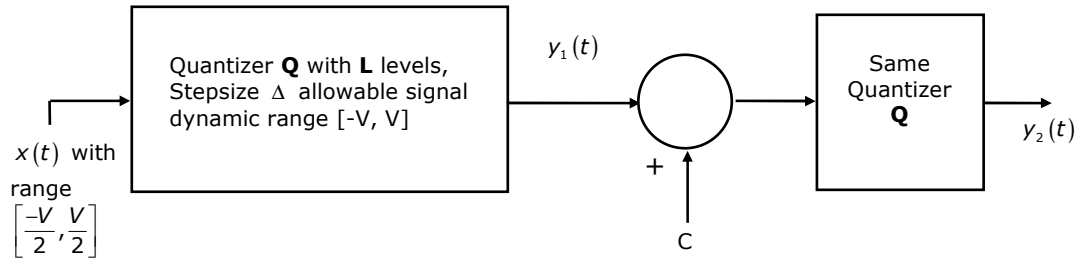 Quantizer Q with L levels,
Stepsize Δ allowable signal
dynamic range [-V, V]
y₁(t)
Same
Quantizer
Q
y₂(t)
x(t) with
range
[-V/2, V/2]
+
C